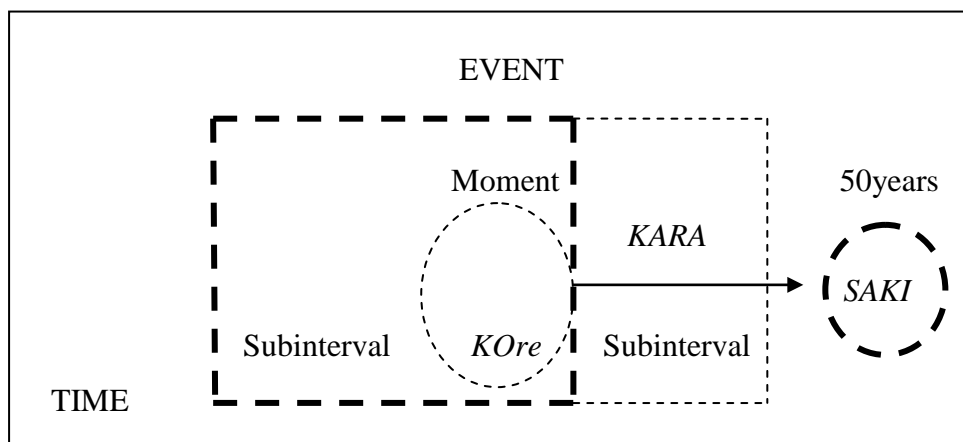 EVENT
Moment
50years
KARA
SAKI
Subinterval
KOre
Subinterval
TIME